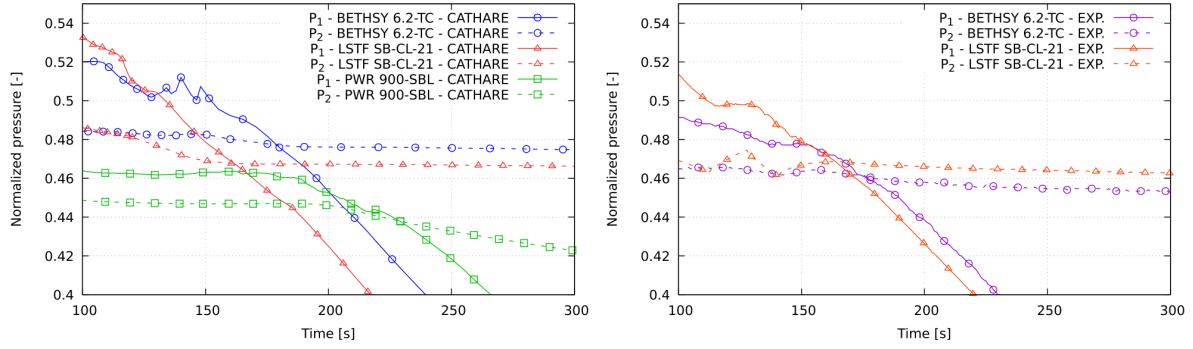 0.54
0.52
0.5
0.48
0.46
0.44
0.42
0.4
100
150
200
250
300
Normalized pressure [-]
Time [s]
P1 - BETHSY 6.2-TC - CATHARE
P2 - BETHSY 6.2-TC - CATHARE
P1 - LSTF SB-CL-21 - CATHARE
P2 - LSTF SB-CL-21 - CATHARE
P1 - PWR 900-SBL - CATHARE
P2 - PWR 900-SBL - CATHARE
0.54
0.52
0.5
0.48
0.46
0.44
0.42
0.4
100
150
200
250
300
Normalized pressure [-]
Time [s]
P1 - BETHSY 6.2-TC - EXP.
P2 - BETHSY 6.2-TC - EXP.
P1 - LSTF SB-CL-21 - EXP.
P2 - LSTF SB-CL-21 - EXP.